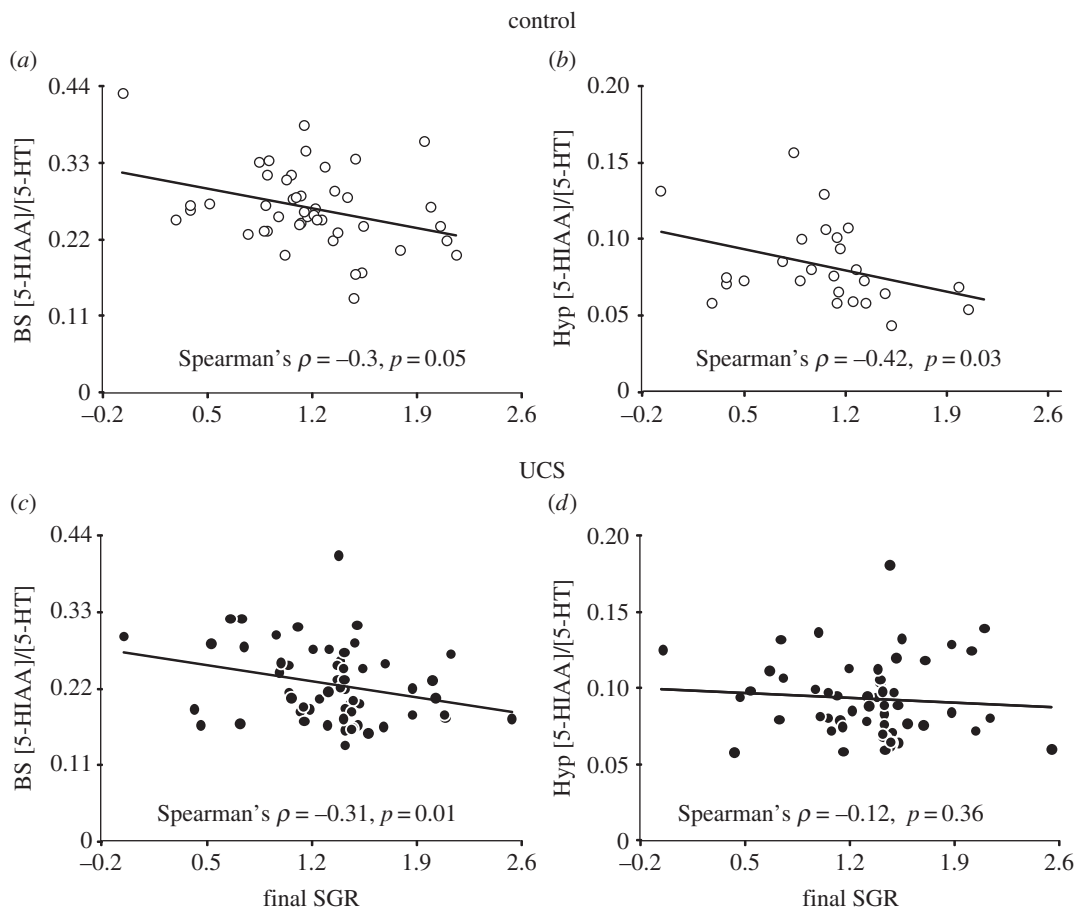 control
(a)
(b)
BS [5-HIAA]/[5-HT]
0.44
0.33
0.22
0.11
0
Spearman's ρ = –0.3, p = 0.05
–0.2 0.5 1.2 1.9 2.6
Hyp [5-HIAA]/[5-HT]
0.20
0.15
0.10
0.05
0
Spearman's ρ = –0.42, p = 0.03
–0.2 0.5 1.2 1.9 2.6
UCS
(c)
(d)
BS [5-HIAA]/[5-HT]
0.44
0.33
0.22
0.11
0
Spearman's ρ = –0.31, p = 0.01
–0.2 0.5 1.2 1.9 2.6
final SGR
Hyp [5-HIAA]/[5-HT]
0.20
0.15
0.10
0.05
0
Spearman's ρ = –0.12, p = 0.36
–0.2 0.5 1.2 1.9 2.6
final SGR